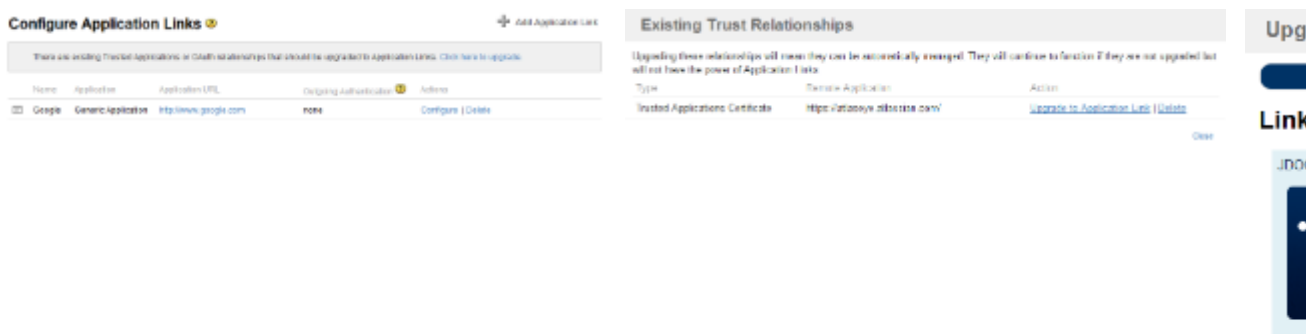 Configure Application Links
Add Application Link
There are existing Trusted Applications or OAuth relationships that should be upgraded to Application Links. Click here to upgrade.
Name Application Application URL Outgoing Authentication Actions
Google Generic Application http://www.google.com none Configure | Delete
Existing Trust Relationships
Upgrading these relationships will mean they can be automatically managed. They will continue to function if they are not upgraded but
will not have the power of Application Links
Type Remote Application Action
Trusted Applications Certificate Upgrade to Application Link | Delete
Close
Upg
Link
JDO